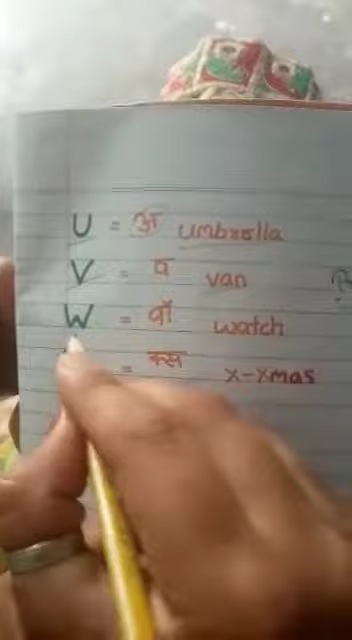 U = अ umbrella
V = व van
W = वॉ watch
= क्स x-xmas